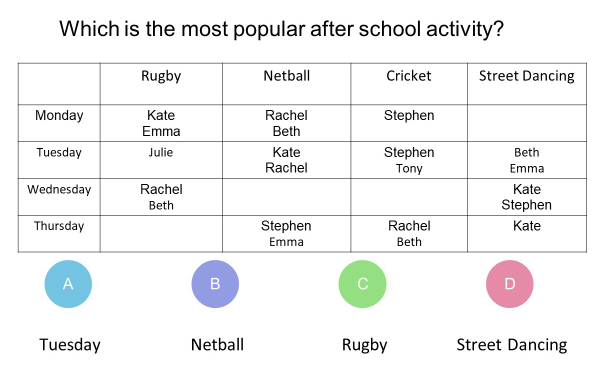 Which is the most popular after school activity?
Rugby Netball Cricket Street Dancing
Monday Kate Rachel Stephen
Emma Beth
Tuesday Julie Kate Stephen Beth
Rachel Tony Emma
Wednesday Rachel Kate
Beth Stephen
Thursday Stephen Rachel Kate
Emma Beth
A B C D
Tuesday Netball Rugby Street Dancing